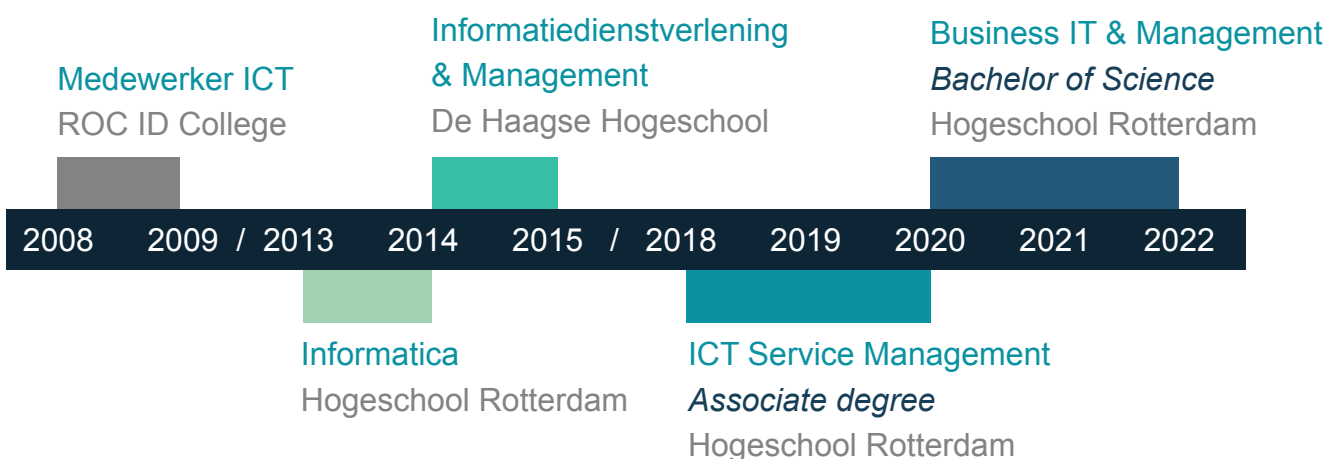 Medewerker ICT
ROC ID College
Informatiedienstverlening
& Management
De Haagse Hogeschool
Business IT & Management
Bachelor of Science
Hogeschool Rotterdam
2008 2009 / 2013 2014 2015 / 2018 2019 2020 2021 2022
Informatica
Hogeschool Rotterdam
ICT Service Management
Associate degree
Hogeschool Rotterdam